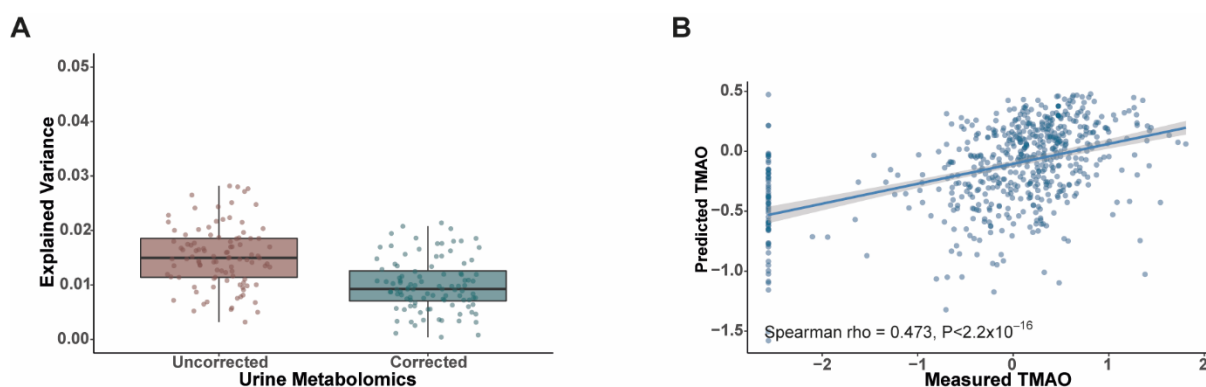 A
Explained Variance
0.05
0.04
0.03
0.02
0.01
0.00
Uncorrected
Corrected
Urine Metabolomics
B
Predicted TMAO
0.5
0.0
−0.5
−1.0
−1.5
Spearman rho = 0.473, P<2.2x10⁻¹⁶
−2
−1
0
1
2
Measured TMAO